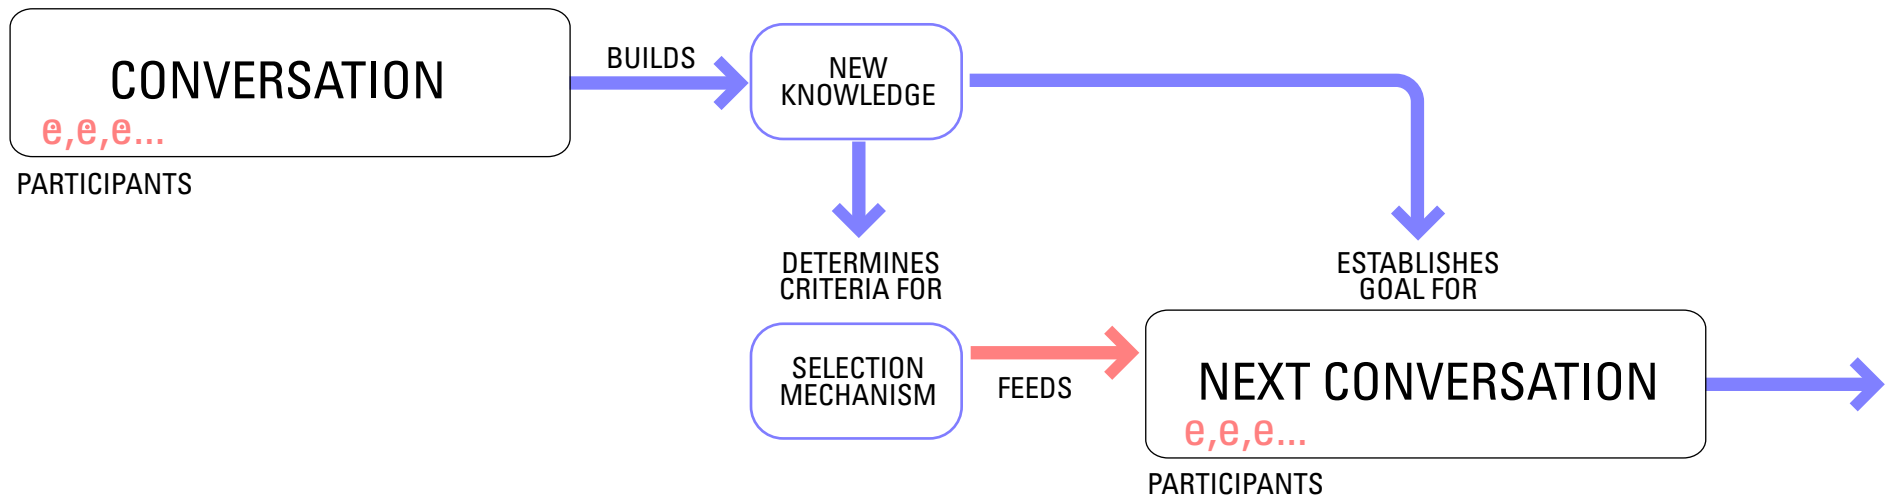 CONVERSATION
e,e,e...
PARTICIPANTS
BUILDS
NEW
KNOWLEDGE
DETERMINES
CRITERIA FOR
ESTABLISHES
GOAL FOR
SELECTION
MECHANISM
FEEDS
NEXT CONVERSATION
e,e,e...
PARTICIPANTS